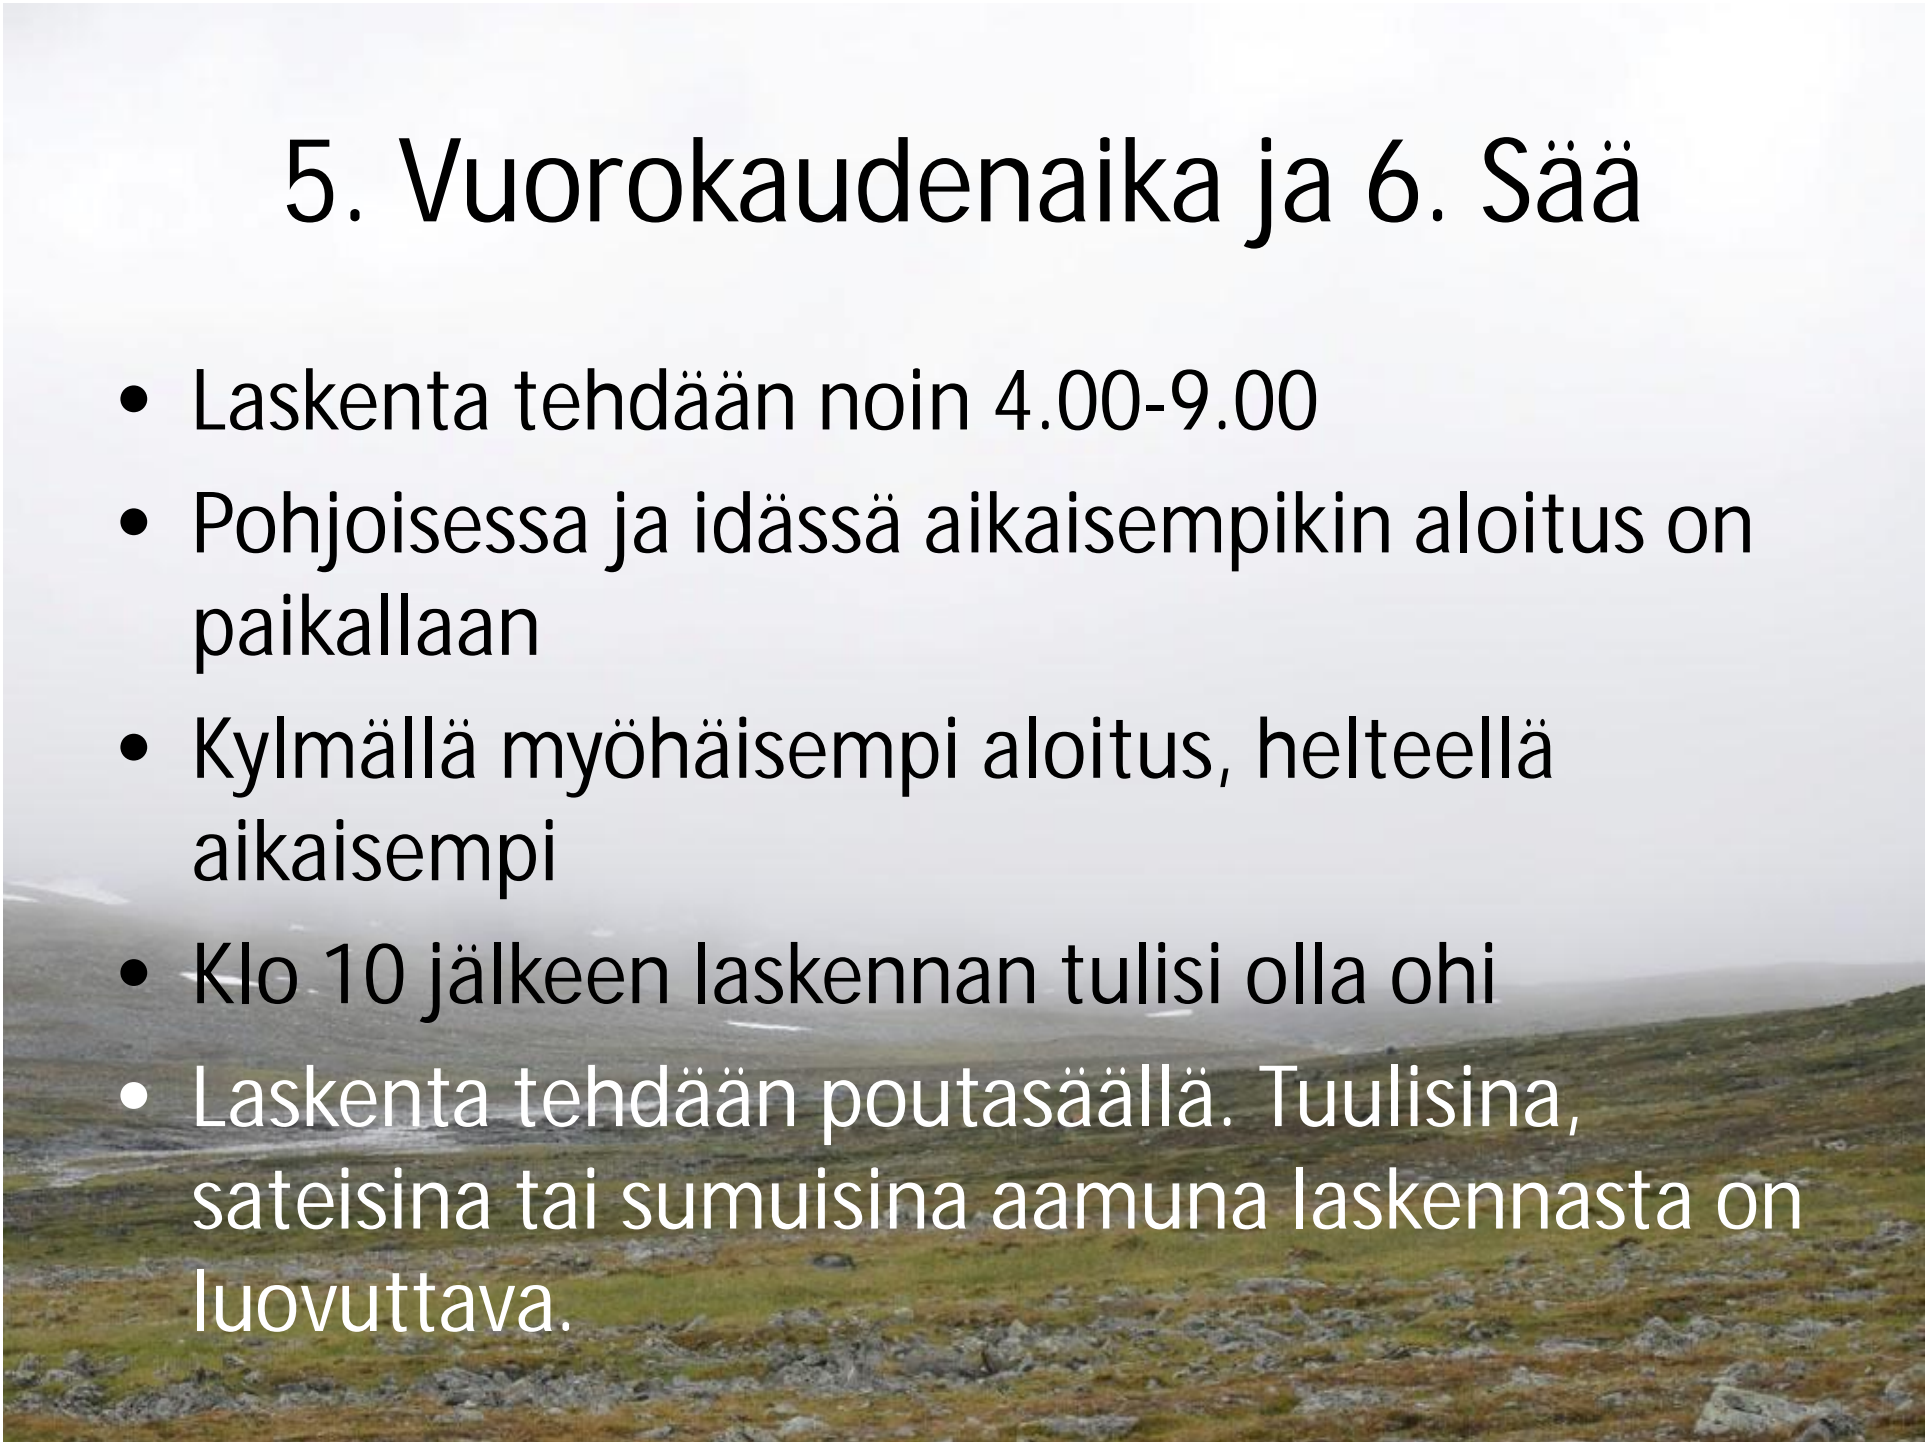 5. Vuorokaudenaika ja 6. Sää
• Laskenta tehdään noin 4.00-9.00
• Pohjoisessa ja idässä aikaisempikin aloitus on
paikallaan
• Kylmällä myöhäisempi aloitus, helteellä
aikaisempi
• Klo 10 jälkeen laskennan tulisi olla ohi
• Laskenta tehdään poutasäällä. Tuulisina,
sateisina tai sumuisina aamuna laskennasta on
luovuttava.